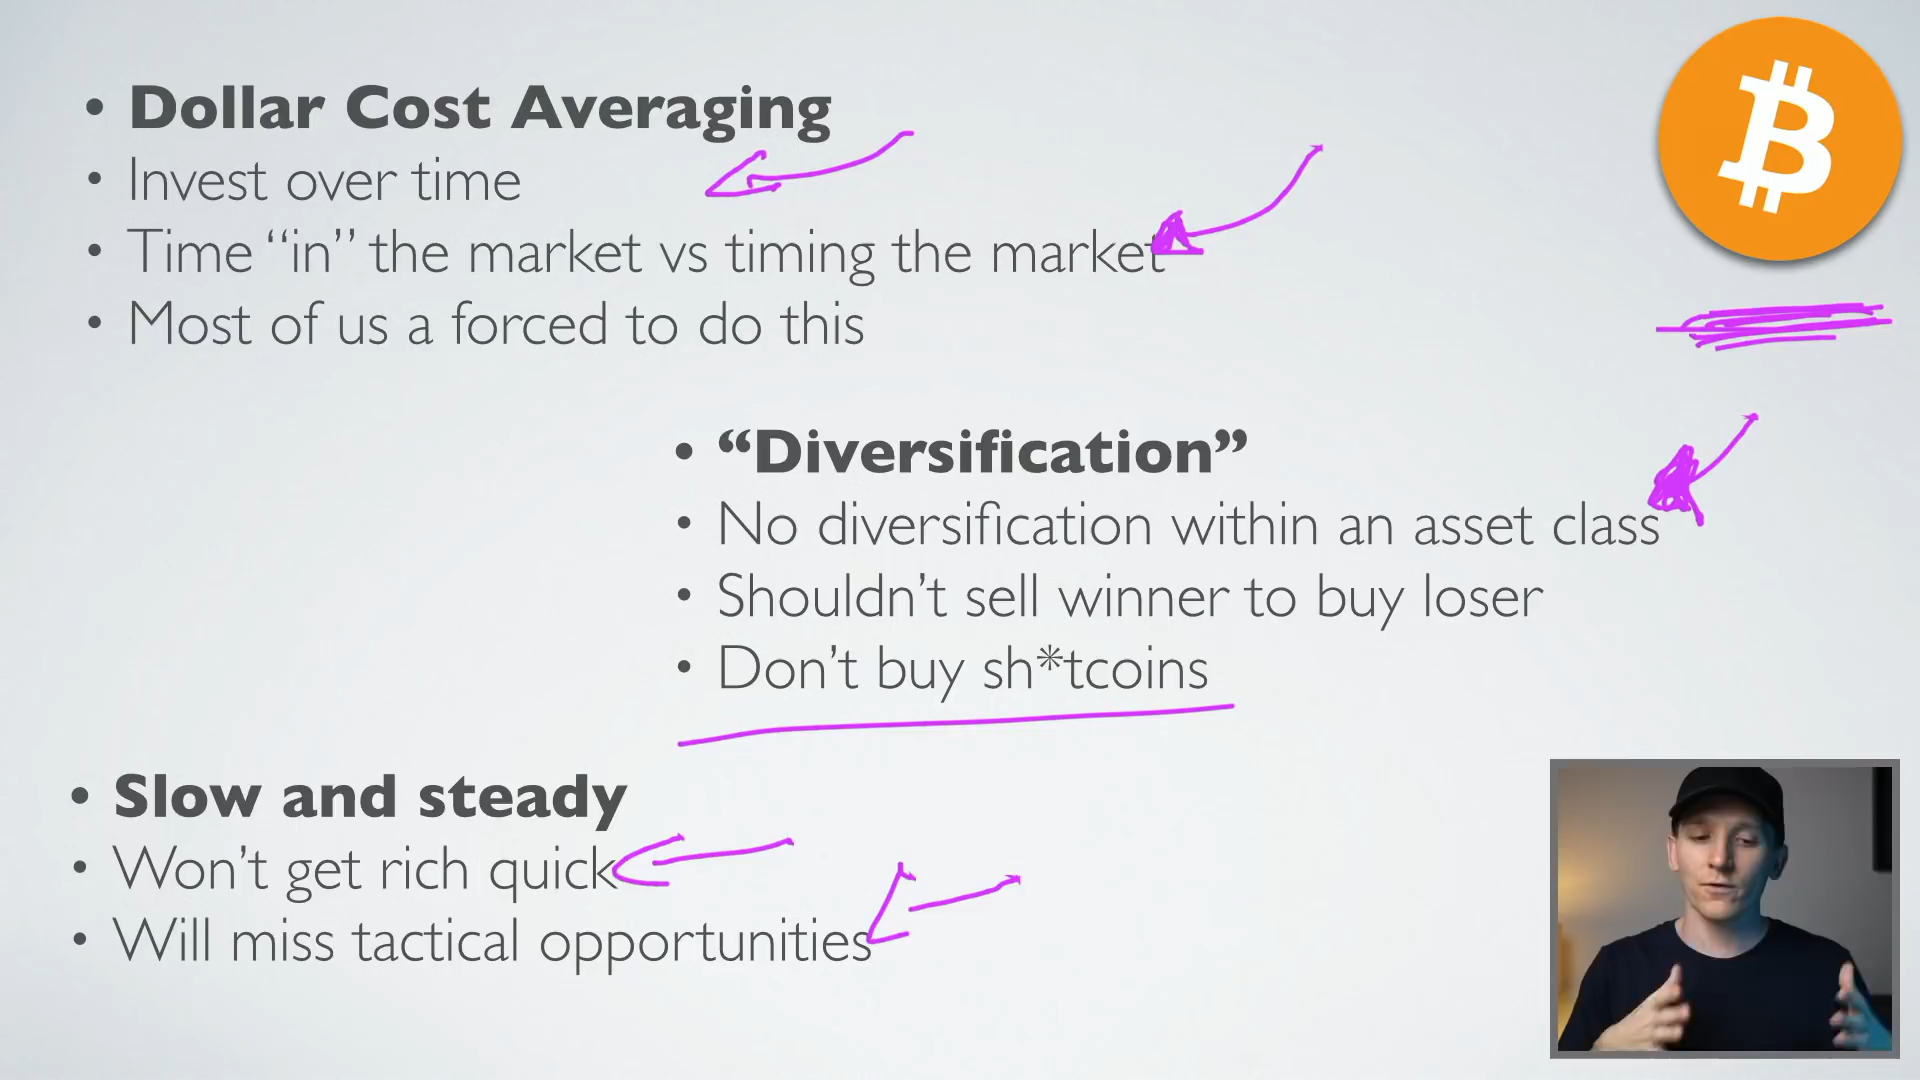 • Dollar Cost Averaging
• Invest over time
• Time “in” the market vs timing the market
• Most of us a forced to do this
• “Diversification”
• No diversification within an asset class
• Shouldn’t sell winner to buy loser
• Don’t buy sh*tcoins
• Slow and steady
• Won’t get rich quick
• Will miss tactical opportunities